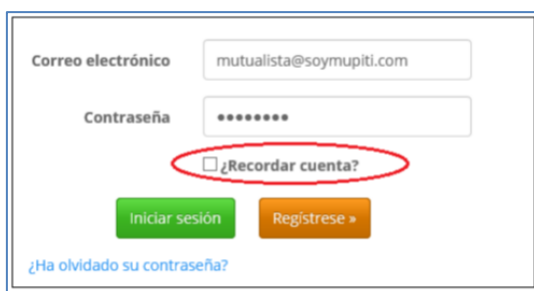 Correo electrónico mutualista@soymupiti.com
Contraseña ••••••••
¿Recordar cuenta?
Iniciar sesión Regístrese »
¿Ha olvidado su contraseña?